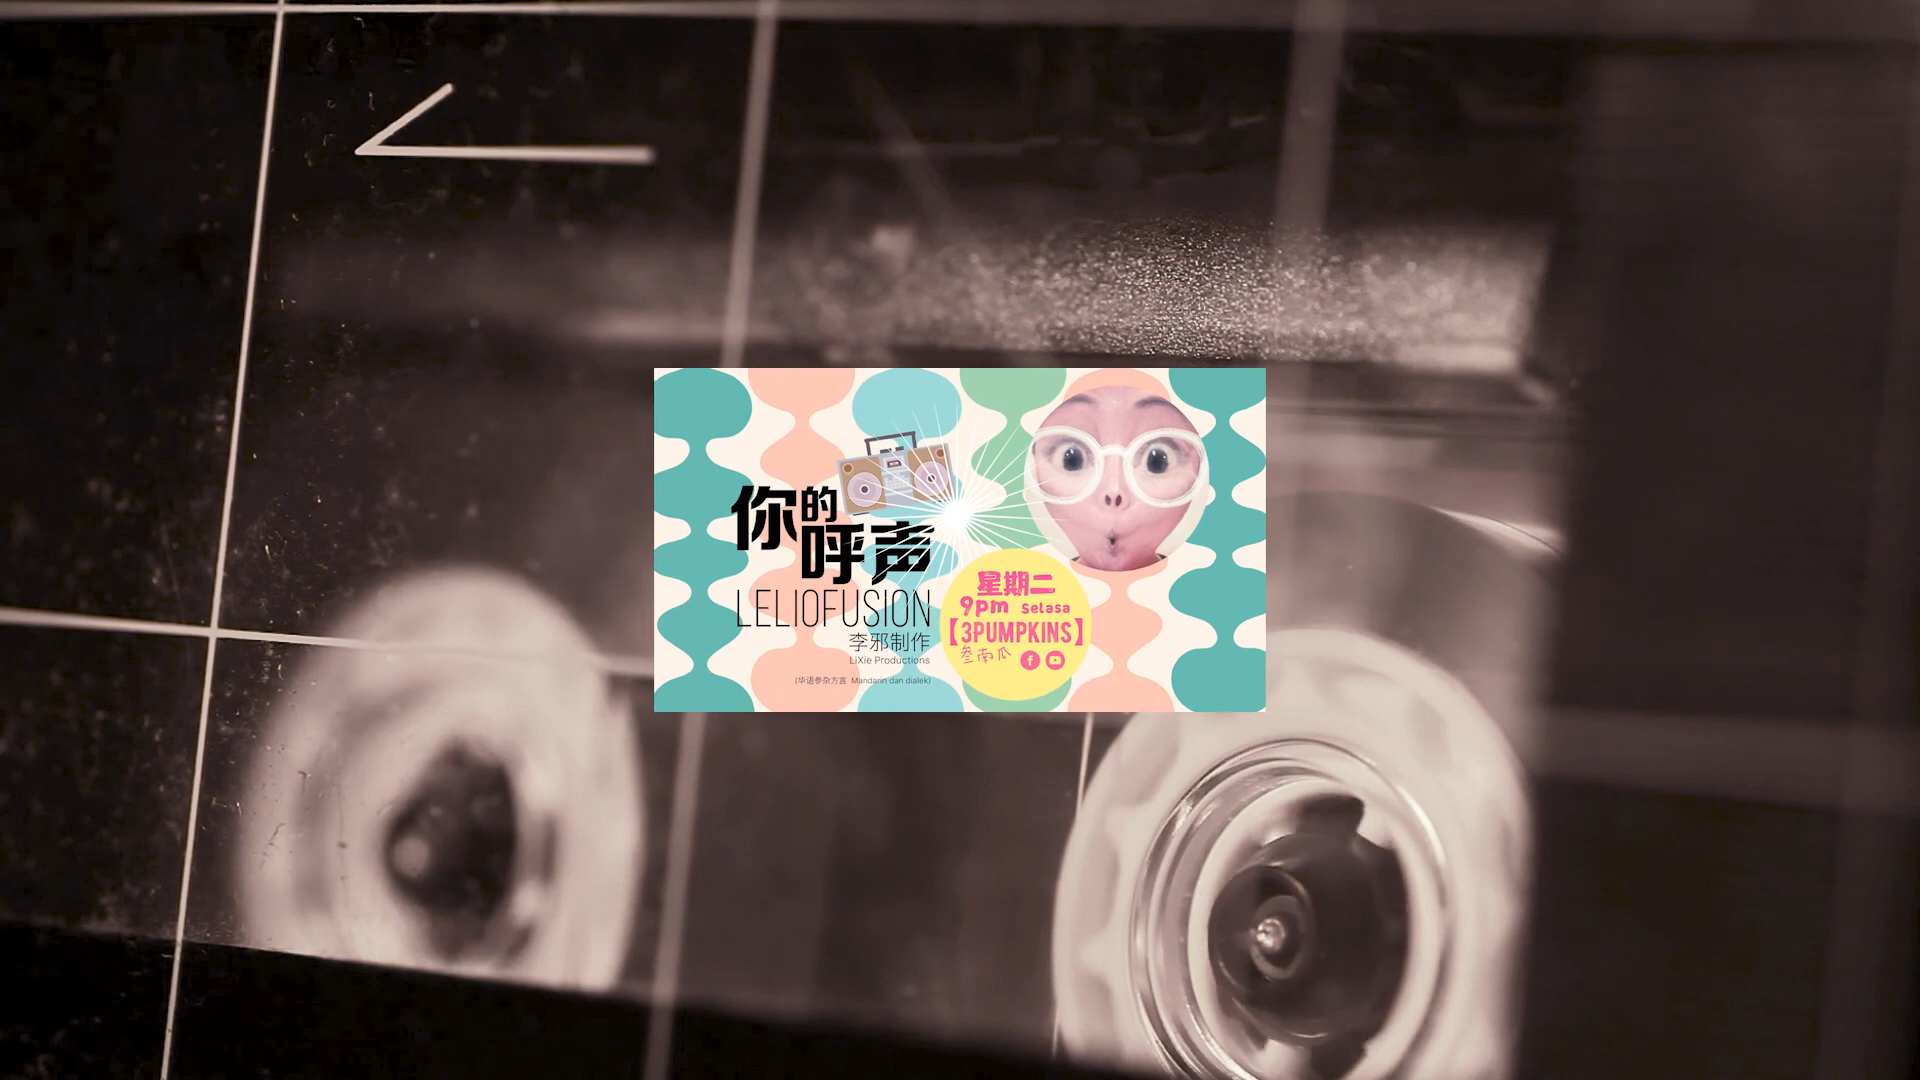 你的
呼声
LELIOFUSION
李邪制作
LiXie Productions
(华语参杂方言 Mandarin dan dialek)
星期二
9pm Selasa
【3PUMPKINS】
叁南瓜